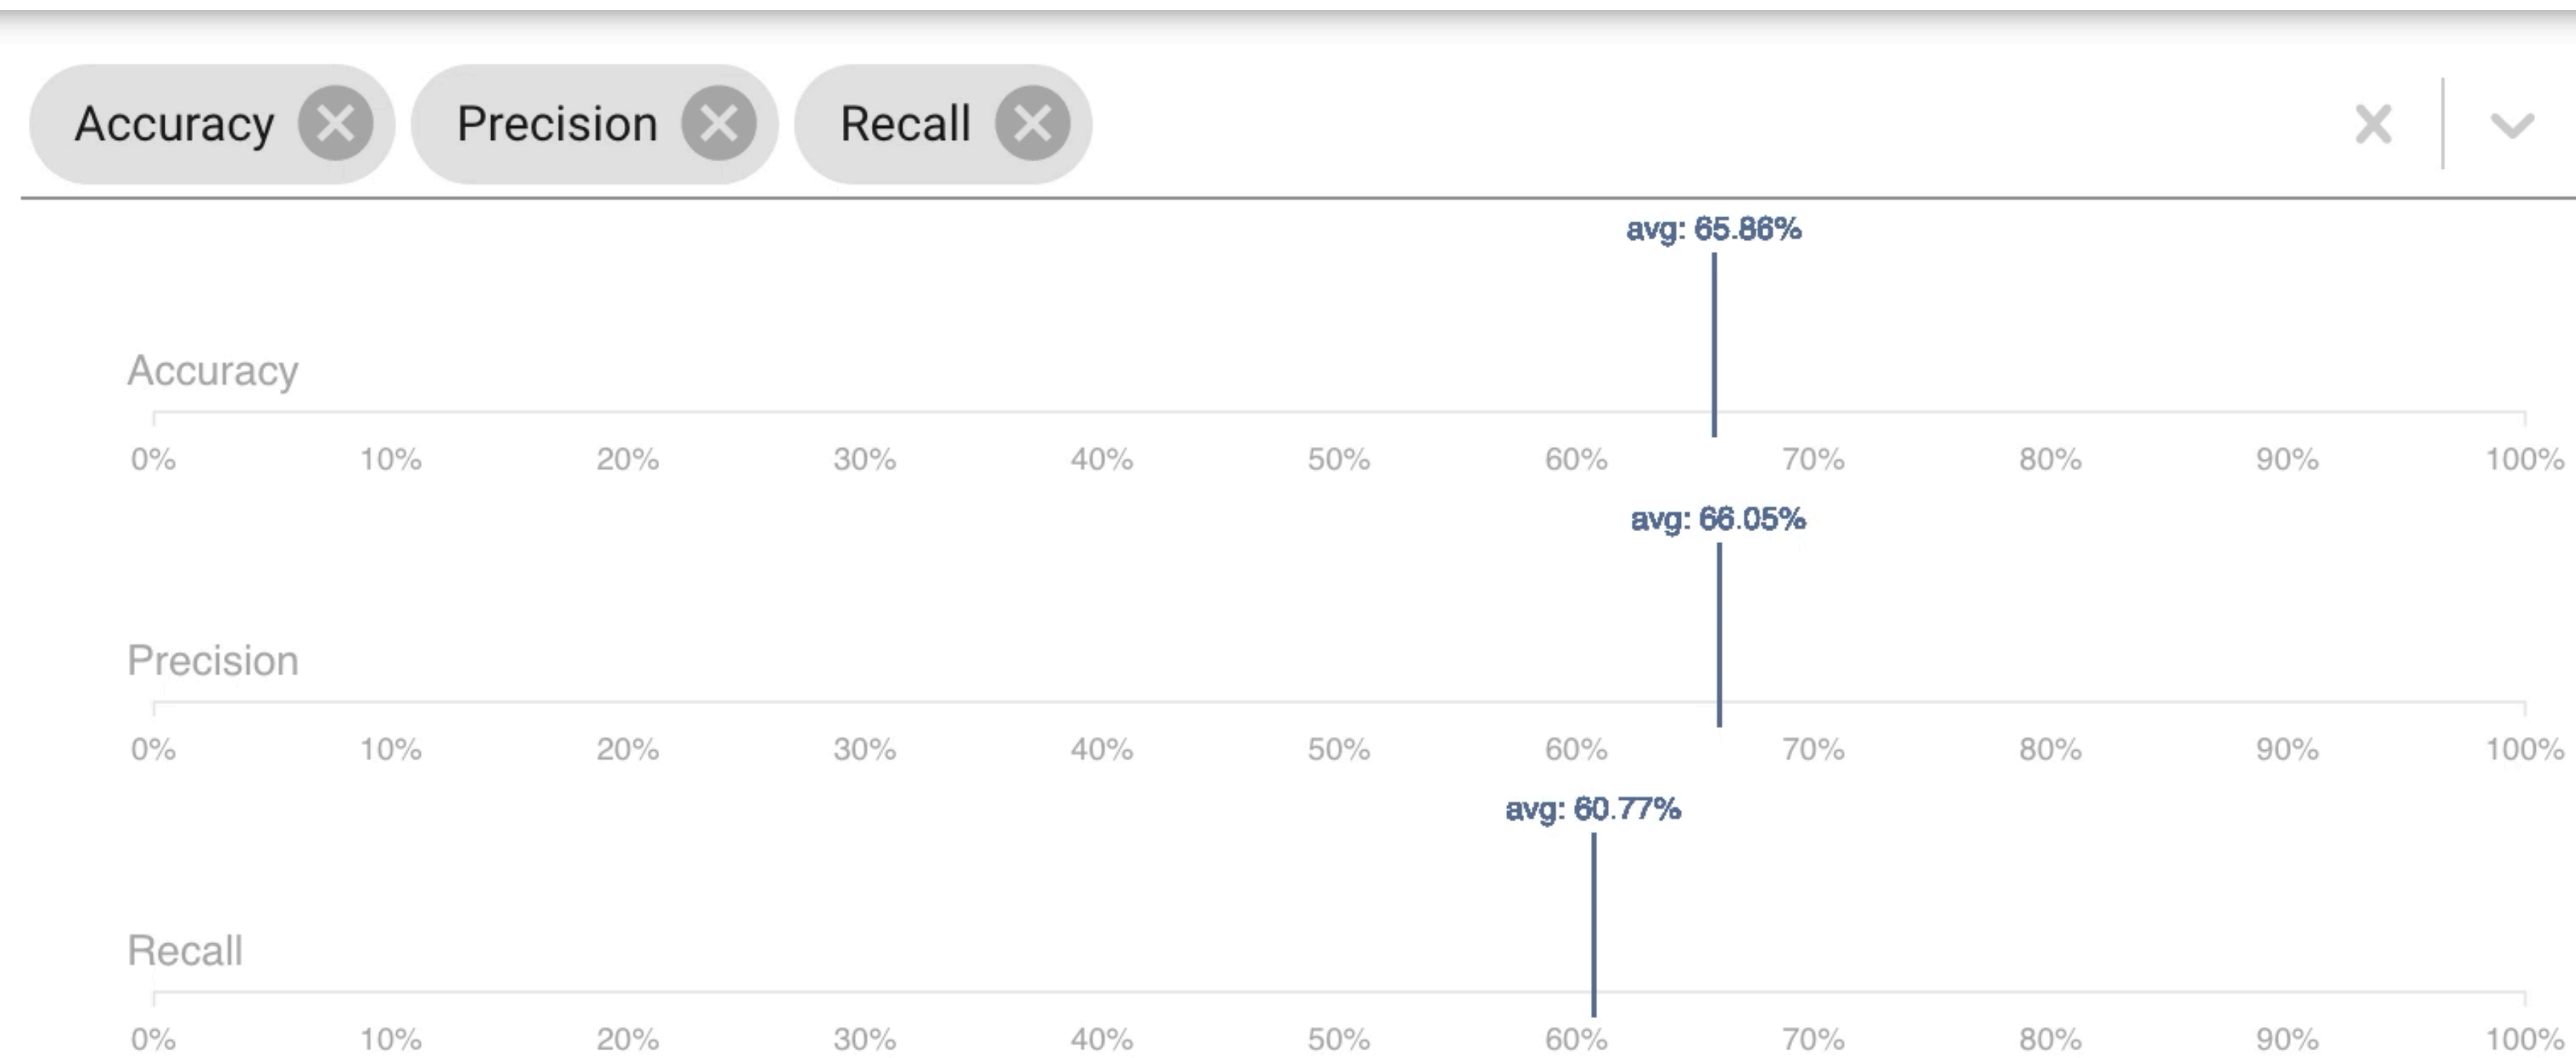 Accuracy Precision Recall
avg: 65.86%
Accuracy
0% 10% 20% 30% 40% 50% 60% 70% 80% 90% 100%
avg: 66.05%
Precision
0% 10% 20% 30% 40% 50% 60% 70% 80% 90% 100%
avg: 60.77%
Recall
0% 10% 20% 30% 40% 50% 60% 70% 80% 90% 100%